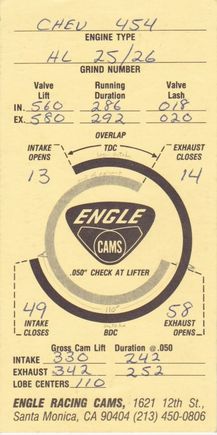 CHEV 454
ENGINE TYPE
HL 25/26
GRIND NUMBER
Valve Lift Running Duration Valve Lash
IN. 560 286 018
EX. 580 292 020
OVERLAP
INTAKE OPENS TDC EXHAUST CLOSES
13 14
ENGLE
CAMS
.050" CHECK AT LIFTER
110°
49 58
INTAKE CLOSES BDC EXHAUST OPENS
Gross Cam Lift Duration @ .050
INTAKE 330 242
EXHAUST 342 252
LOBE CENTERS 110
ENGLE RACING CAMS, 1621 12th St.,
Santa Monica, CA 90404 (213) 450-0806